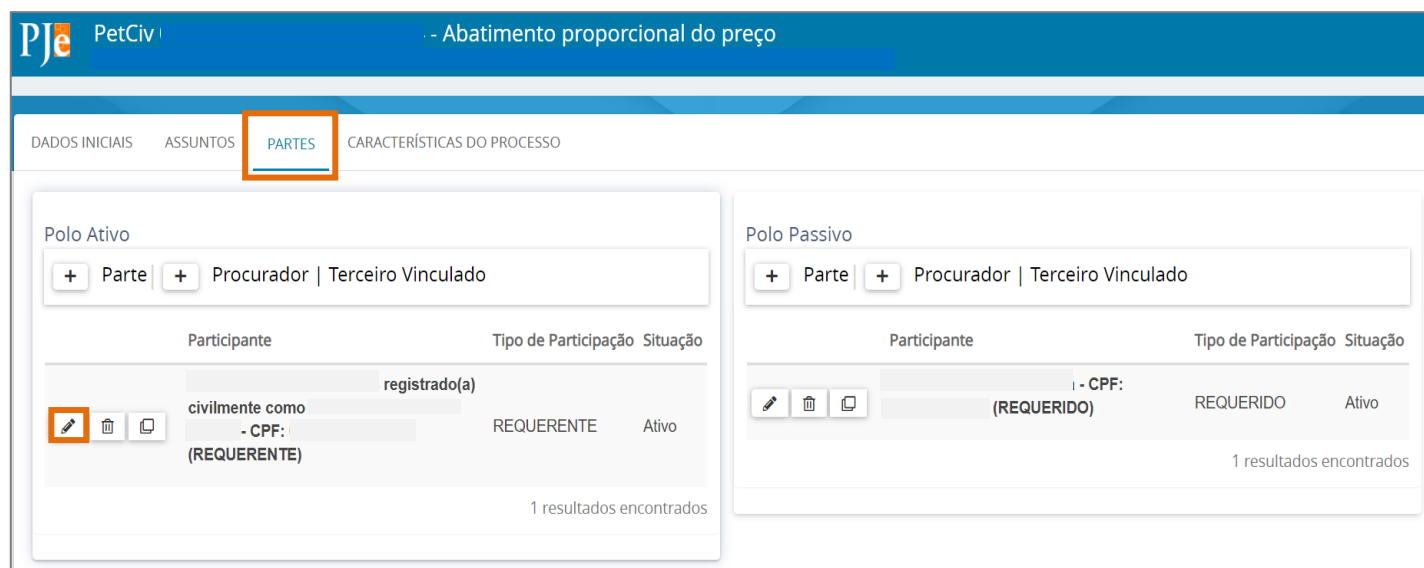 PJe PetCiv - Abatimento proporcional do preço
DADOS INICIAIS ASSUNTOS PARTES CARACTERÍSTICAS DO PROCESSO
Polo Ativo
+ Parte + Procurador | Terceiro Vinculado
Participante Tipo de Participação Situação
registrado(a)
civilmente como
- CPF:
(REQUERENTE)
REQUERENTE Ativo
1 resultados encontrados
Polo Passivo
+ Parte + Procurador | Terceiro Vinculado
Participante Tipo de Participação Situação
- CPF:
(REQUERIDO)
REQUERIDO Ativo
1 resultados encontrados